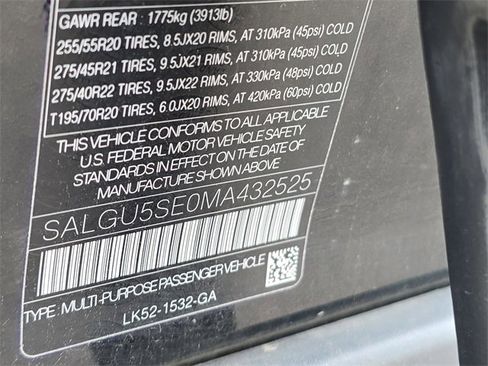 GAWR REAR : 1775kg (3913lb)
255/55R20 TIRES, 8.5JX20 RIMS, AT 310kPa (45psi) COLD
275/45R21 TIRES, 9.5JX21 RIMS, AT 310kPa (45psi) COLD
275/40R22 TIRES, 9.5JX22 RIMS, AT 330kPa (48psi) COLD
T195/70R20 TIRES, 6.0JX20 RIMS, AT 420kPa (60psi) COLD
THIS VEHICLE CONFORMS TO ALL APPLICABLE
U.S. FEDERAL MOTOR VEHICLE SAFETY
STANDARDS IN EFFECT ON THE DATE OF
MANUFACTURE SHOWN ABOVE.
SALGU5SE0MA432525
TYPE : MULTI-PURPOSE PASSENGER VEHICLE
LK52-1532-GA